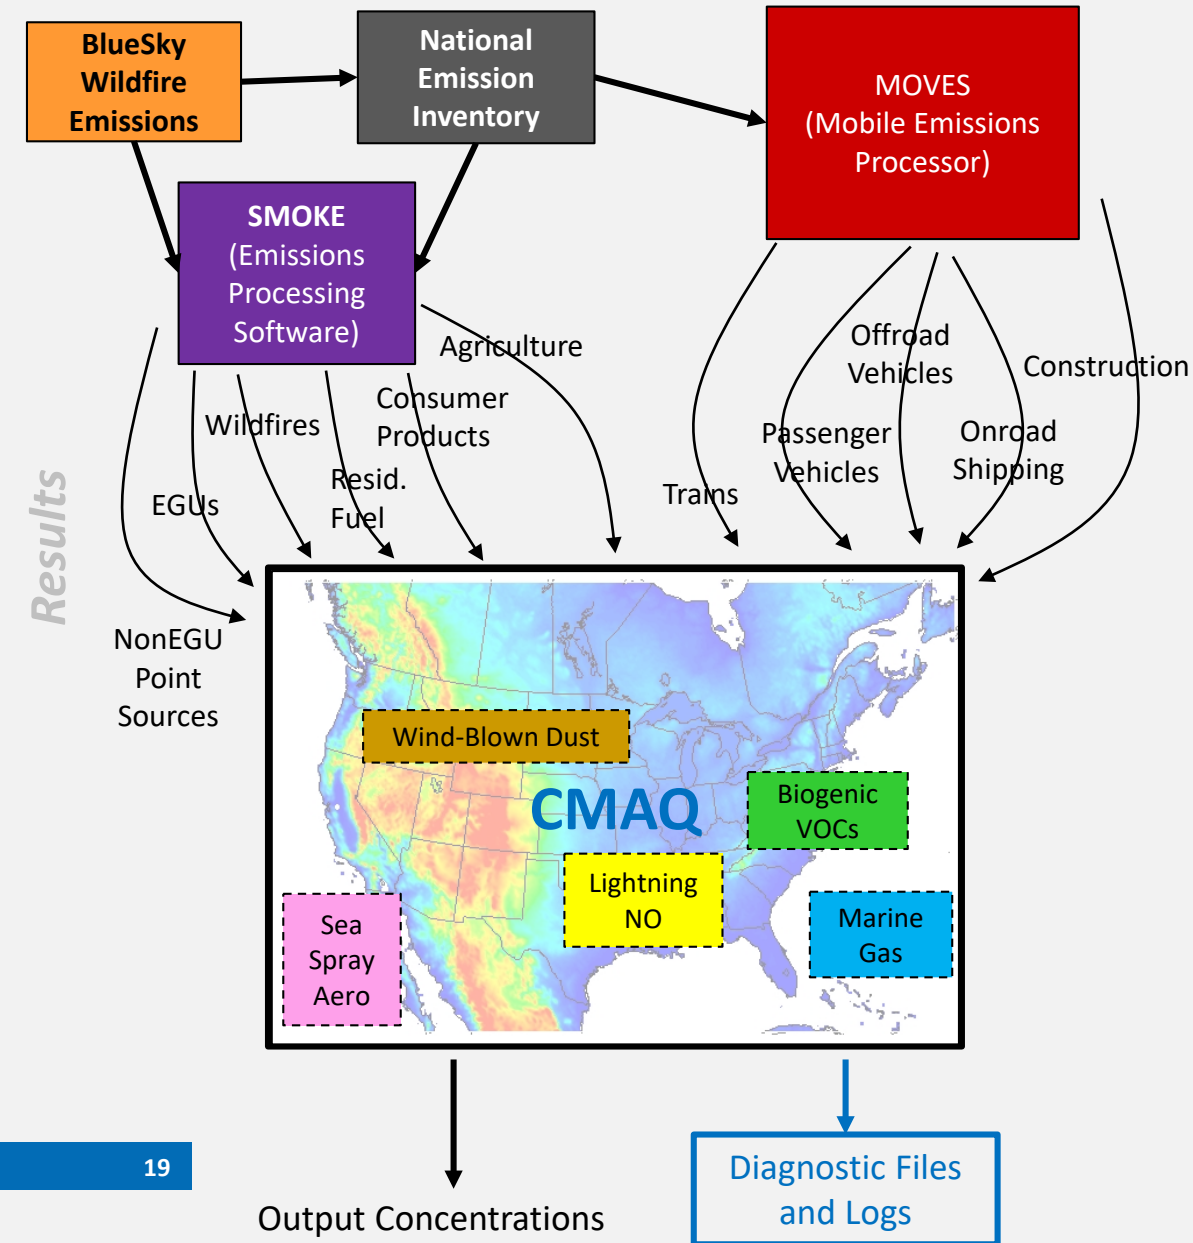 BlueSky
Wildfire
Emissions
National
Emission
Inventory
MOVES
(Mobile Emissions
Processor)
SMOKE
(Emissions
Processing
Software)
Agriculture
Consumer
Products
Wildfires
Resid.
Fuel
EGUs
NonEGU
Point
Sources
Offroad
Vehicles
Construction
Passenger
Vehicles
Onroad
Shipping
Trains
Results
Wind-Blown Dust
CMAQ
Biogenic
VOCs
Lightning
NO
Sea
Spray
Aero
Marine
Gas
19
Output Concentrations
Diagnostic Files
and Logs